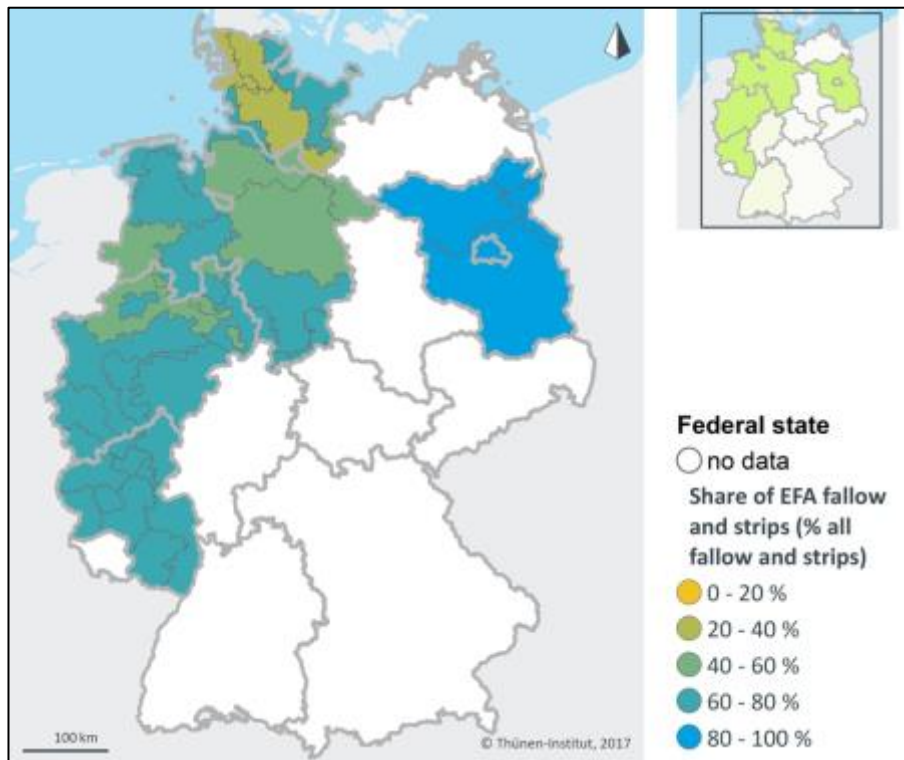 Federal state
no data
Share of EFA fallow
and strips (% all
fallow and strips)
0 - 20 %
20 - 40 %
40 - 60 %
60 - 80 %
80 - 100 %
100 km
© Thünen-Institut, 2017